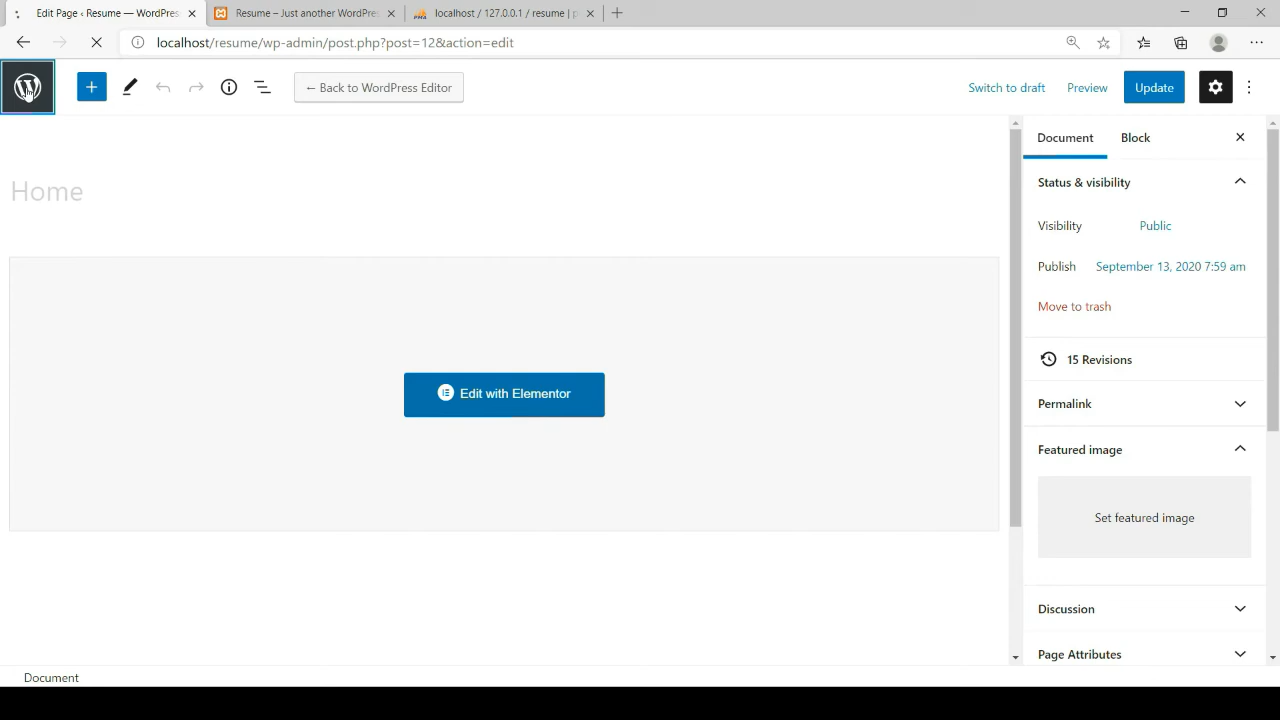 Edit Page ‹ Resume — WordPres
Resume – Just another WordPres
localhost / 127.0.0.1 / resume | p
localhost/resume/wp-admin/post.php?post=12&action=edit
← Back to WordPress Editor
Switch to draft
Preview
Update
Document
Block
Status & visibility
Home
Visibility
Public
Publish
September 13, 2020 7:59 am
Move to trash
15 Revisions
Edit with Elementor
Permalink
Featured image
Set featured image
Discussion
Page Attributes
Document